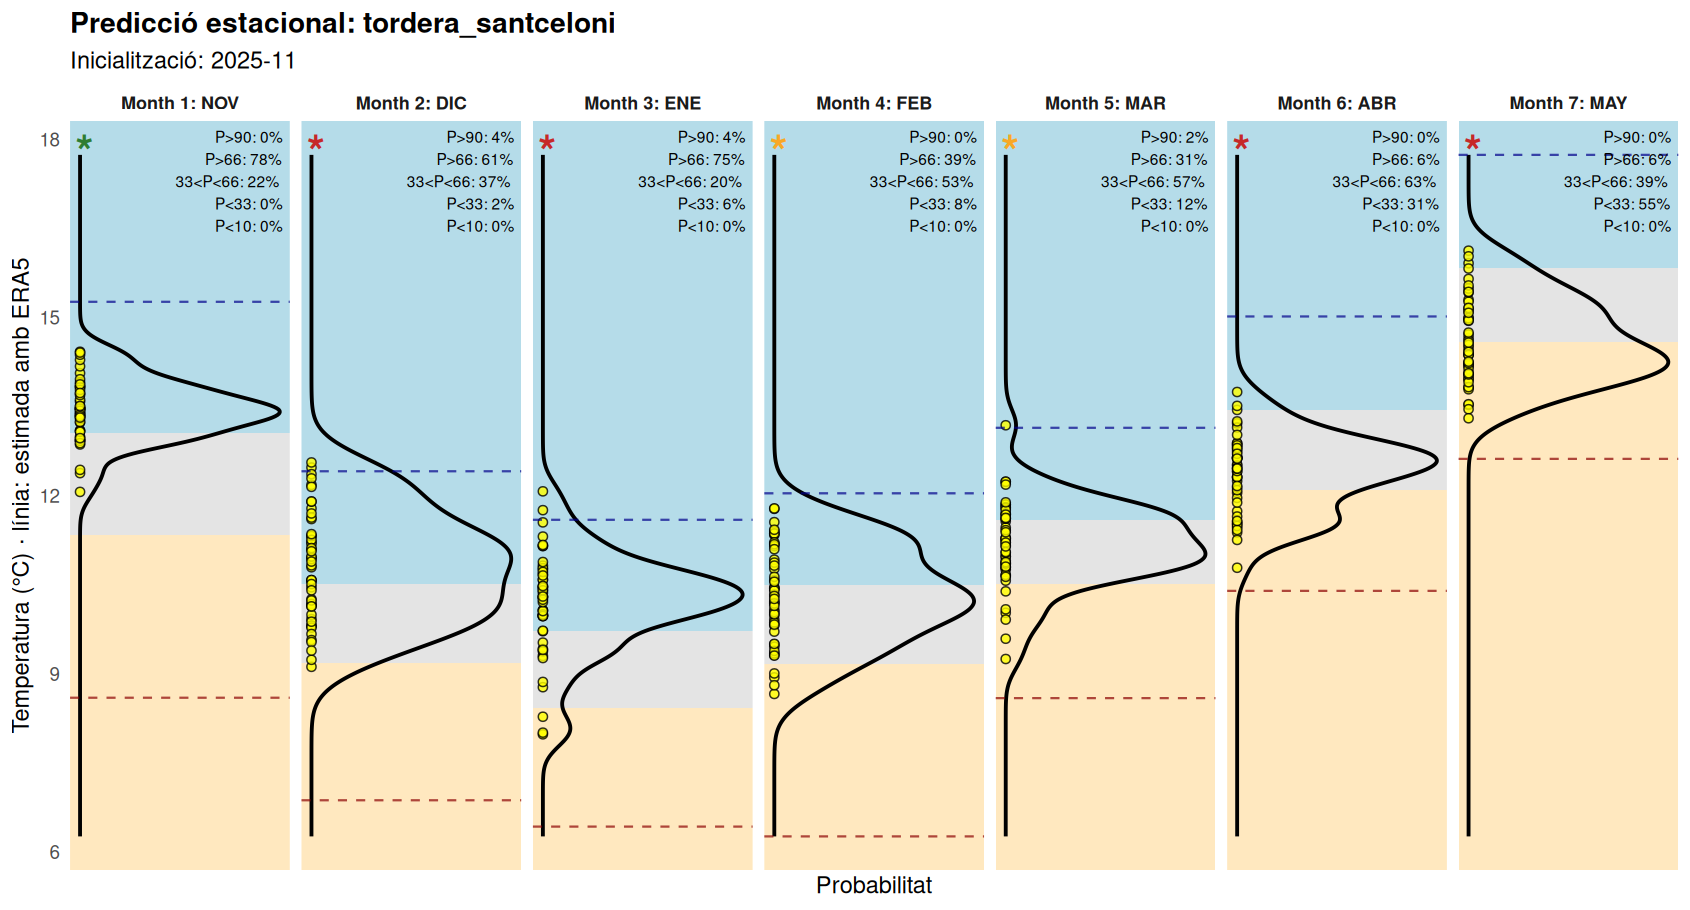 Predicció estacional: tordera_santceloni
Inicialització: 2025-11
Month 1: NOV
Month 2: DIC
Month 3: ENE
Month 4: FEB
Month 5: MAR
Month 6: ABR
Month 7: MAY
P>90: 0%
P>66: 78%
33<P<66: 22%
P<33: 0%
P<10: 0%
P>90: 4%
P>66: 61%
33<P<66: 37%
P<33: 2%
P<10: 0%
P>90: 4%
P>66: 75%
33<P<66: 20%
P<33: 6%
P<10: 0%
P>90: 0%
P>66: 39%
33<P<66: 53%
P<33: 8%
P<10: 0%
P>90: 2%
P>66: 31%
33<P<66: 57%
P<33: 12%
P<10: 0%
P>90: 0%
P>66: 6%
33<P<66: 63%
P<33: 31%
P<10: 0%
P>90: 0%
P>66: 6%
33<P<66: 39%
P<33: 55%
P<10: 0%
18
15
12
9
6
Temperatura (°C) · línia: estimada amb ERA5
Probabilitat